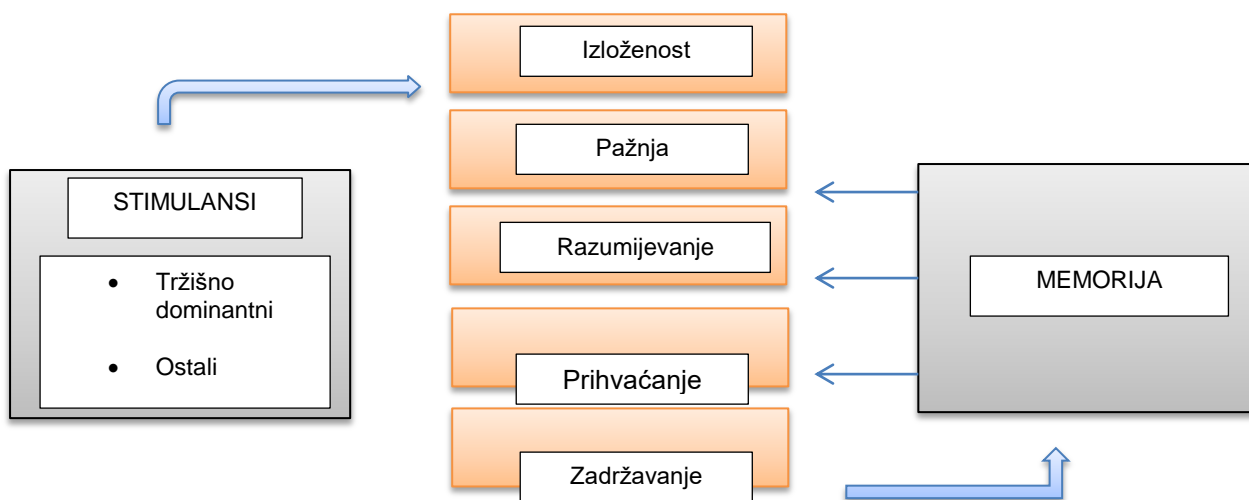 STIMULANSI
• Tržišno
dominantni
• Ostali
Izloženost
Pažnja
Razumijevanje
Prihvaćanje
Zadržavanje
MEMORIJA